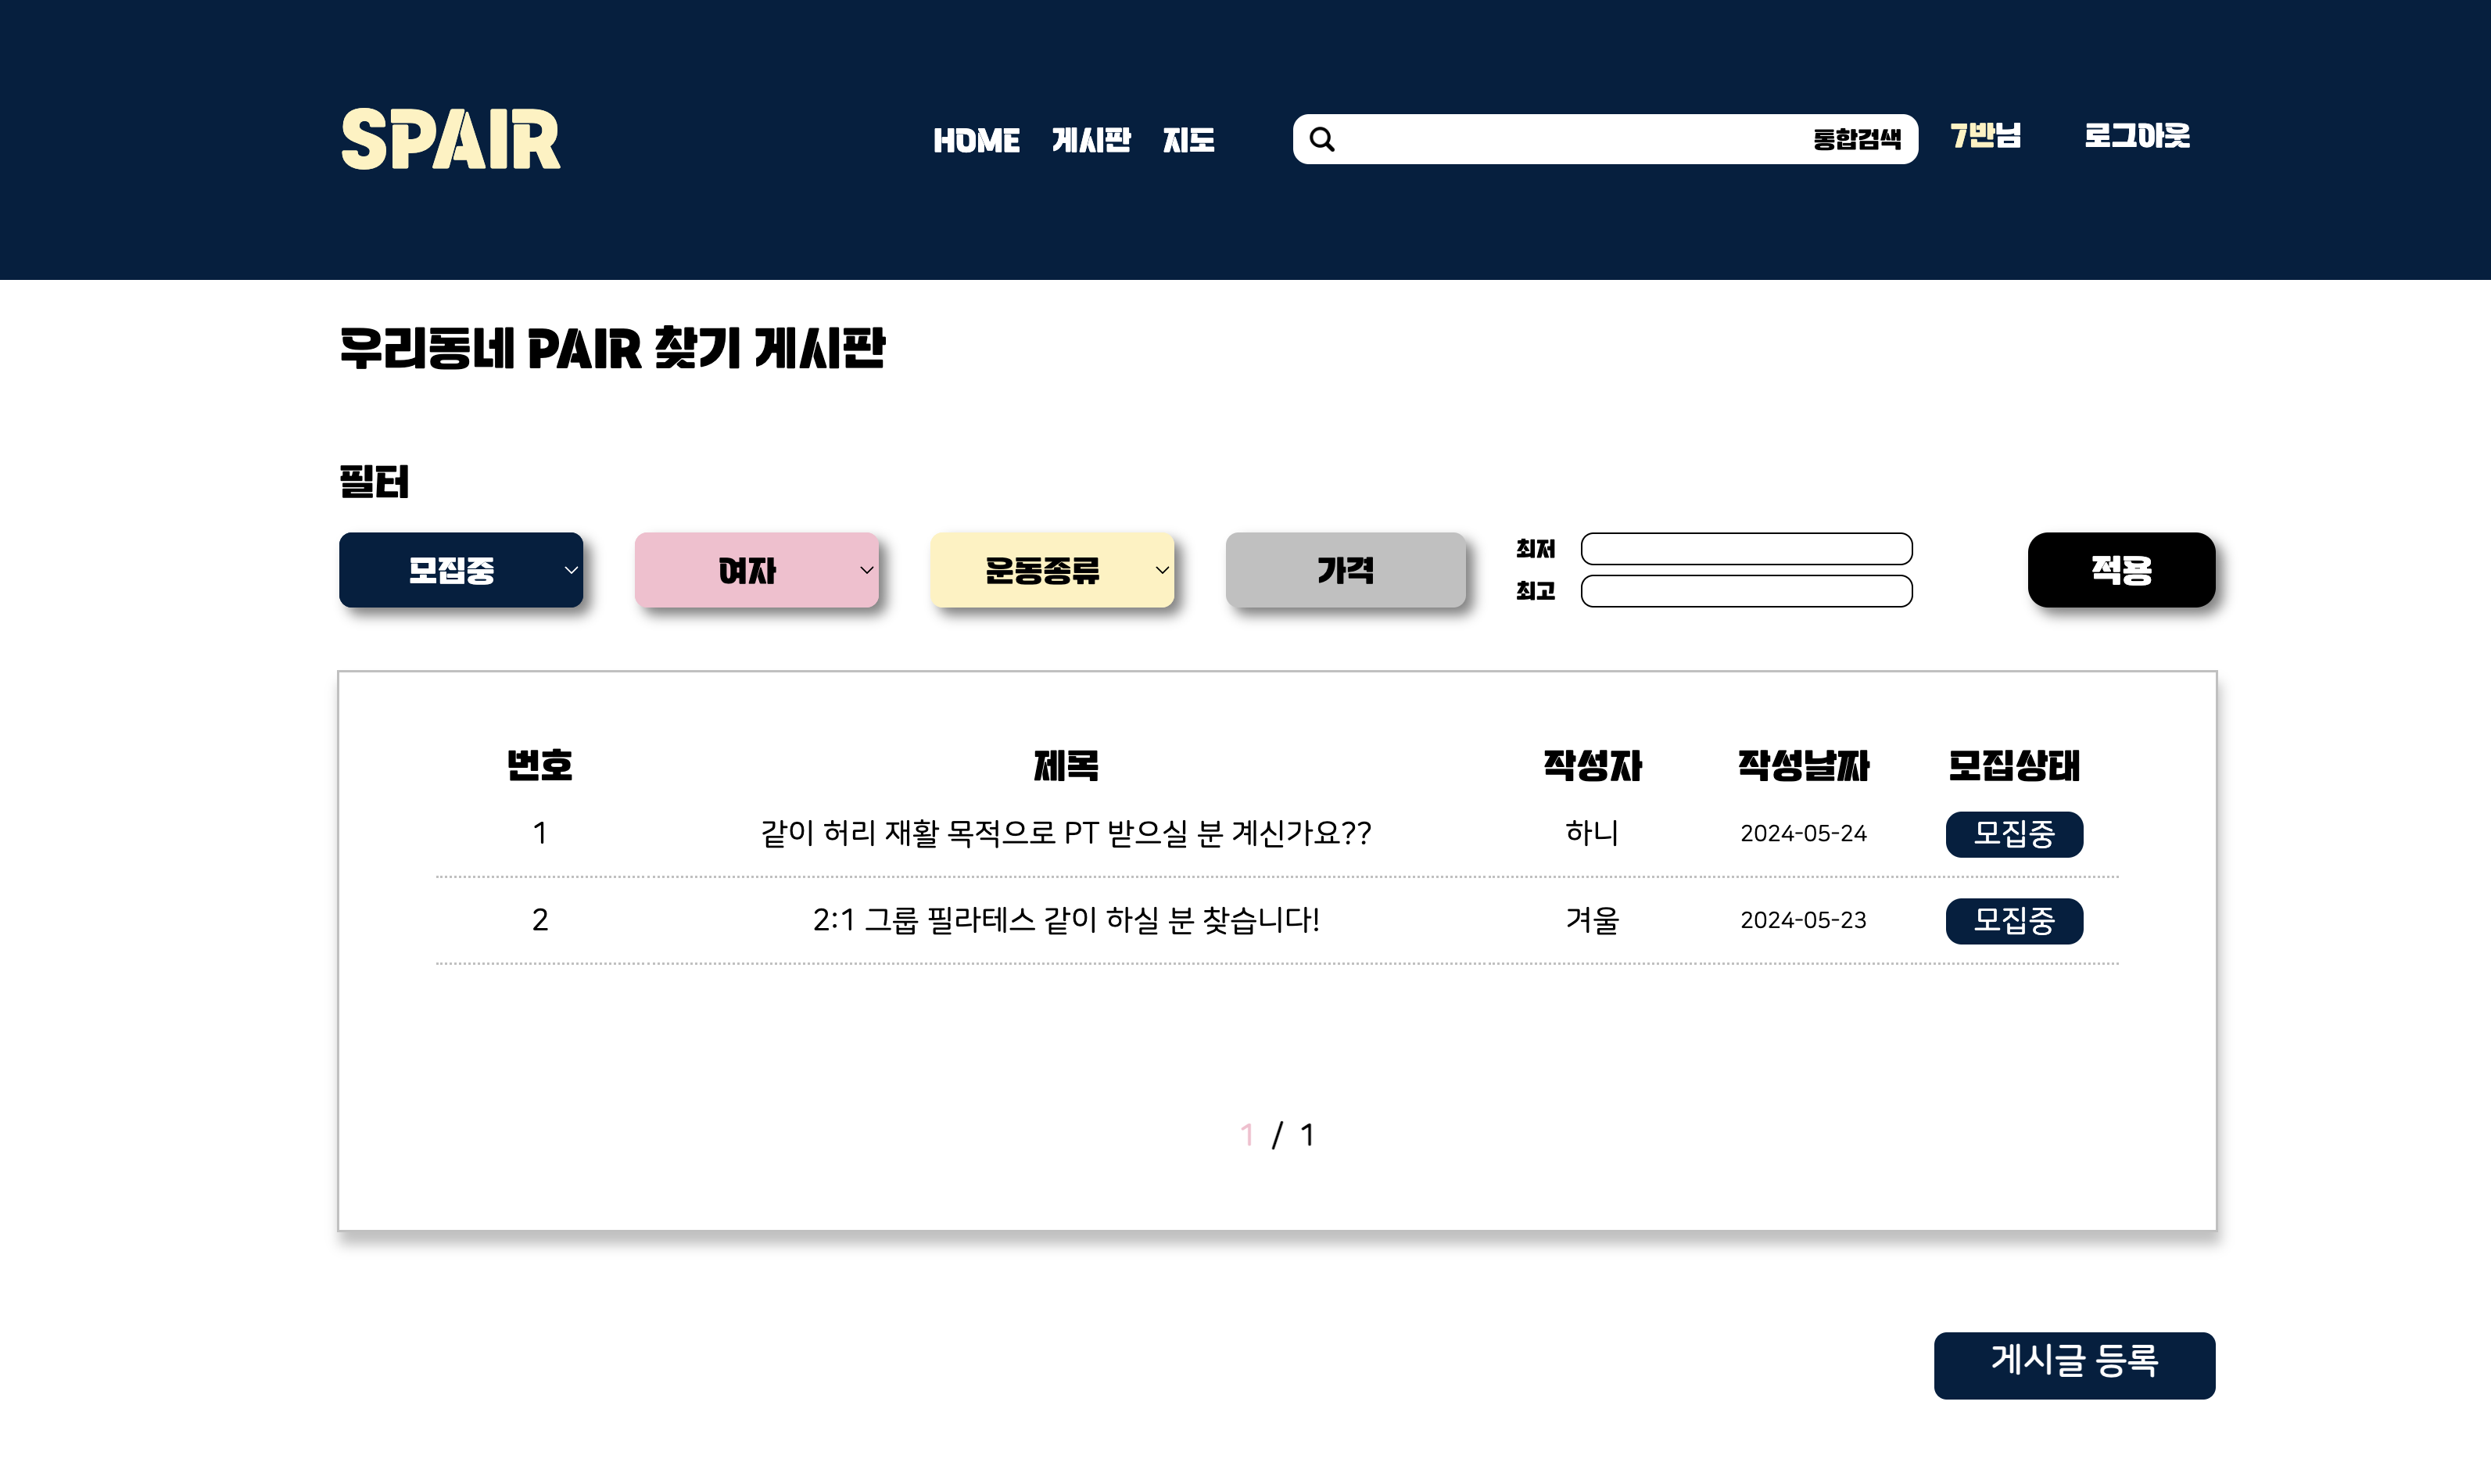 SPAIR
HOME 게시판 지도 통합검색 7반님 로그아웃
우리동네 PAIR 찾기 게시판
필터
모집중 여자 운동종류 가격 최저 적용
최고
번호 제목 작성자 작성날짜 모집상태
1 같이 허리 재활 목적으로 PT 받으실 분 계신가요?? 하니 2024-05-24 모집중
2 2:1 그룹 필라테스 같이 하실 분 찾습니다! 겨울 2024-05-23 모집중
1 / 1
게시글 등록